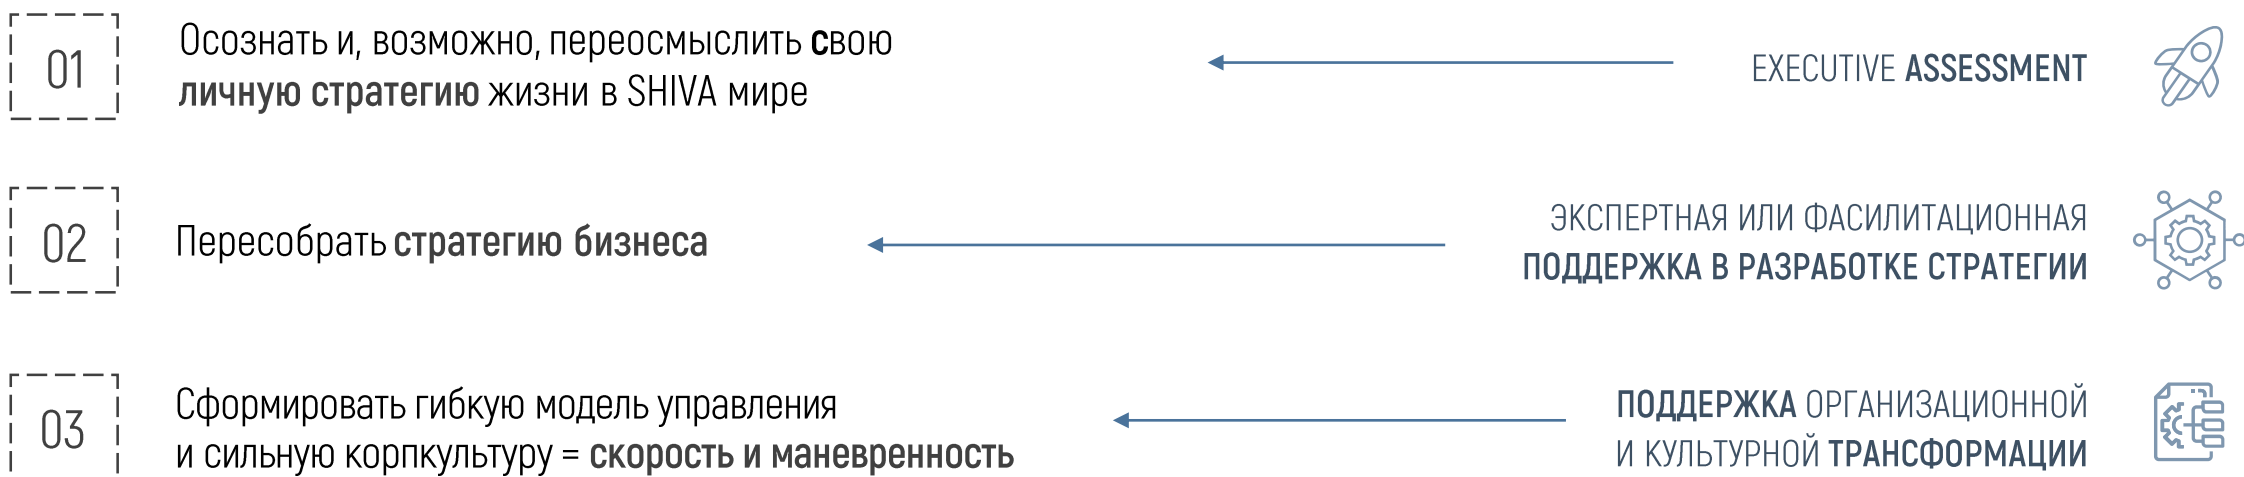 01
Осознать и, возможно, переосмыслить свою
личную стратегию жизни в SHIVA мире
EXECUTIVE ASSESSMENT
02
Пересобрать стратегию бизнеса
ЭКСПЕРТНАЯ ИЛИ ФАСИЛИТАЦИОННАЯ
ПОДДЕРЖКА В РАЗРАБОТКЕ СТРАТЕГИИ
03
Сформировать гибкую модель управления
и сильную корпкультуру = скорость и маневренность
ПОДДЕРЖКА ОРГАНИЗАЦИОННОЙ
И КУЛЬТУРНОЙ ТРАНСФОРМАЦИИ